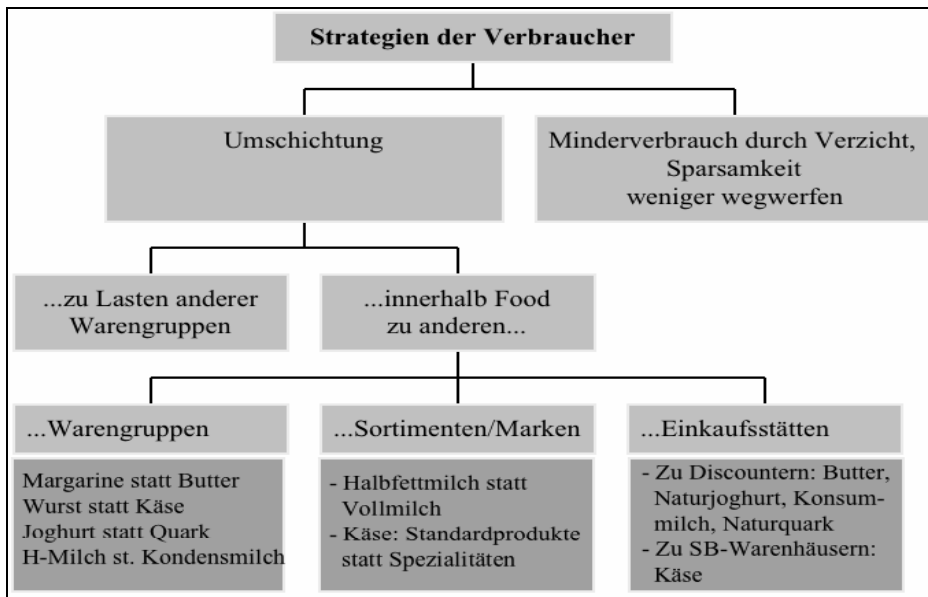 Strategien der Verbraucher
Umschichtung
Minderverbrauch durch Verzicht,
Sparsamkeit
weniger wegwerfen
...zu Lasten anderer
Warengruppen
...innerhalb Food
zu anderen...
...Warengruppen
Margarine statt Butter
Wurst statt Käse
Joghurt statt Quark
H-Milch st. Kondensmilch
...Sortimenten/Marken
- Halbfettmilch statt
Vollmilch
- Käse: Standardprodukte
statt Spezialitäten
...Einkaufsstätten
- Zu Discountern: Butter,
Naturjoghurt, Konsum-
milch, Naturquark
- Zu SB-Warenhäusern:
Käse